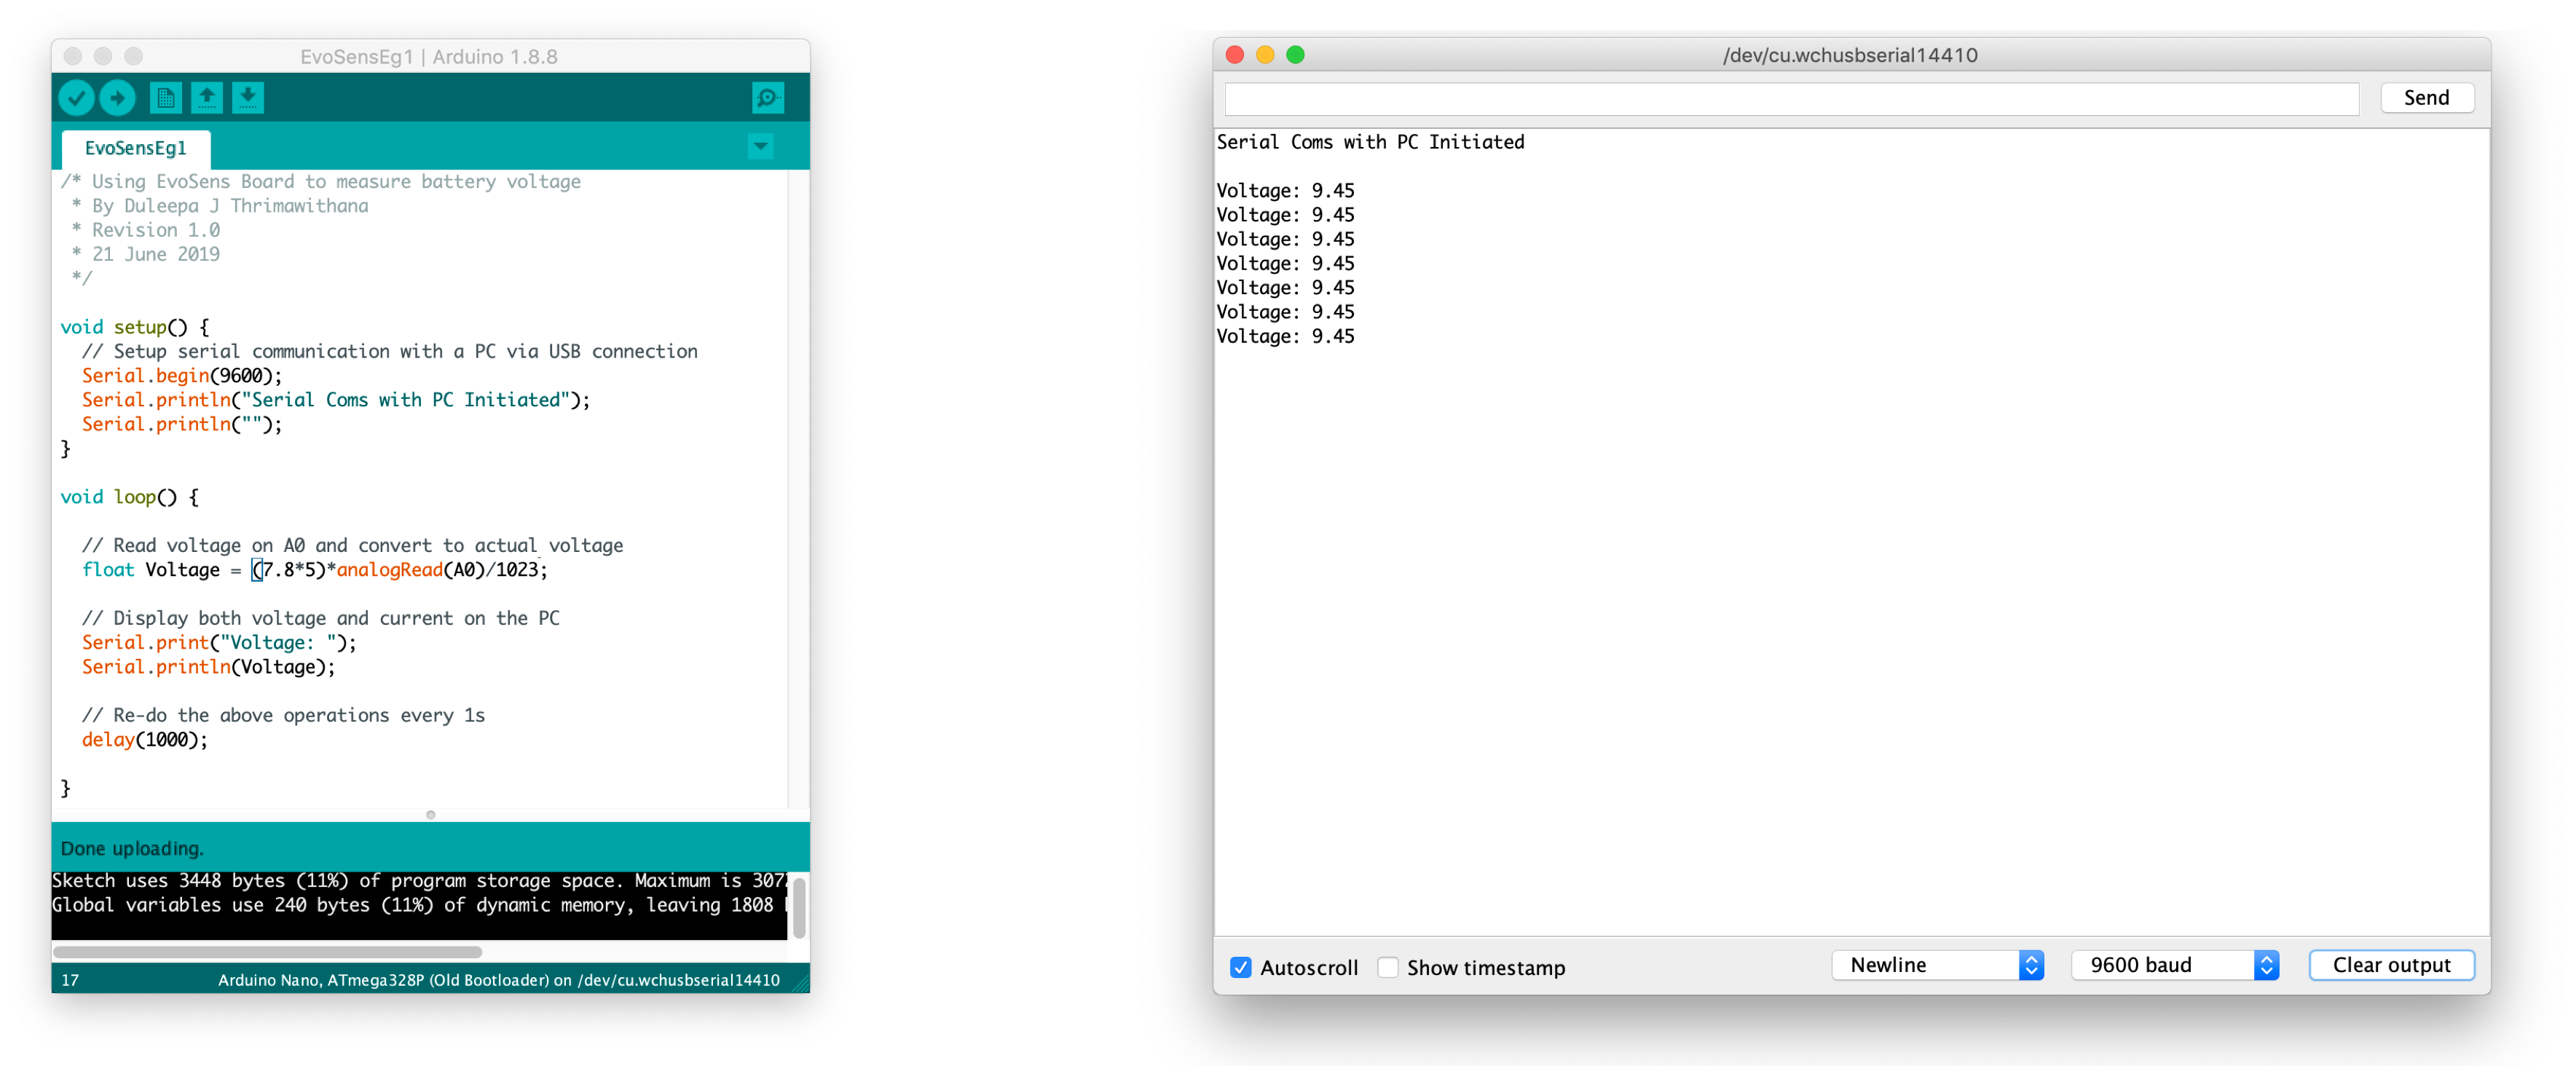 EvoSensEg1 | Arduino 1.8.8
EvoSensEg1
/* Using EvoSens Board to measure battery voltage
 * By Duleepa J Thrimawithana
 * Revision 1.0
 * 21 June 2019
 */
void setup() {
  // Setup serial communication with a PC via USB connection
  Serial.begin(9600);
  Serial.println("Serial Coms with PC Initiated");
  Serial.println("");
}
void loop() {
  // Read voltage on A0 and convert to actual voltage
  float Voltage = (7.8*5)*analogRead(A0)/1023;
  // Display both voltage and current on the PC
  Serial.print("Voltage: ");
  Serial.println(Voltage);
  // Re-do the above operations every 1s
  delay(1000);
}
Done uploading.
Sketch uses 3448 bytes (11%) of program storage space. Maximum is
Global variables use 240 bytes (11%) of dynamic memory, leaving 1808
17
Arduino Nano, ATmega328P (Old Bootloader) on /dev/cu.wchusbserial14410
/dev/cu.wchusbserial14410
Send
Serial Coms with PC Initiated
Voltage: 9.45
Voltage: 9.45
Voltage: 9.45
Voltage: 9.45
Voltage: 9.45
Voltage: 9.45
Voltage: 9.45
Autoscroll
Show timestamp
Newline
9600 baud
Clear output